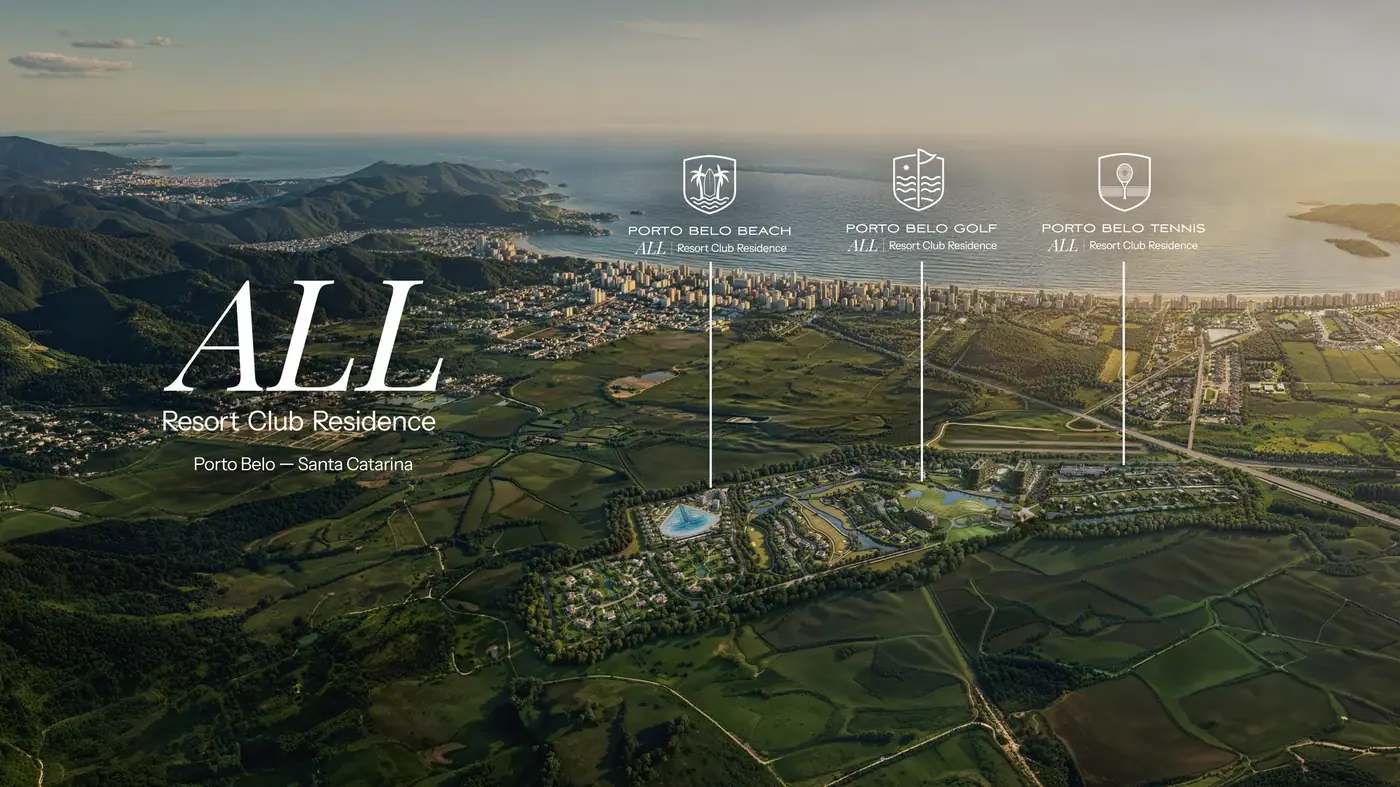 ALL
Resort Club Residence
Porto Belo — Santa Catarina
PORTO BELO BEACH
ALL | Resort Club Residence
PORTO BELO GOLF
ALL | Resort Club Residence
PORTO BELO TENNIS
ALL | Resort Club Residence